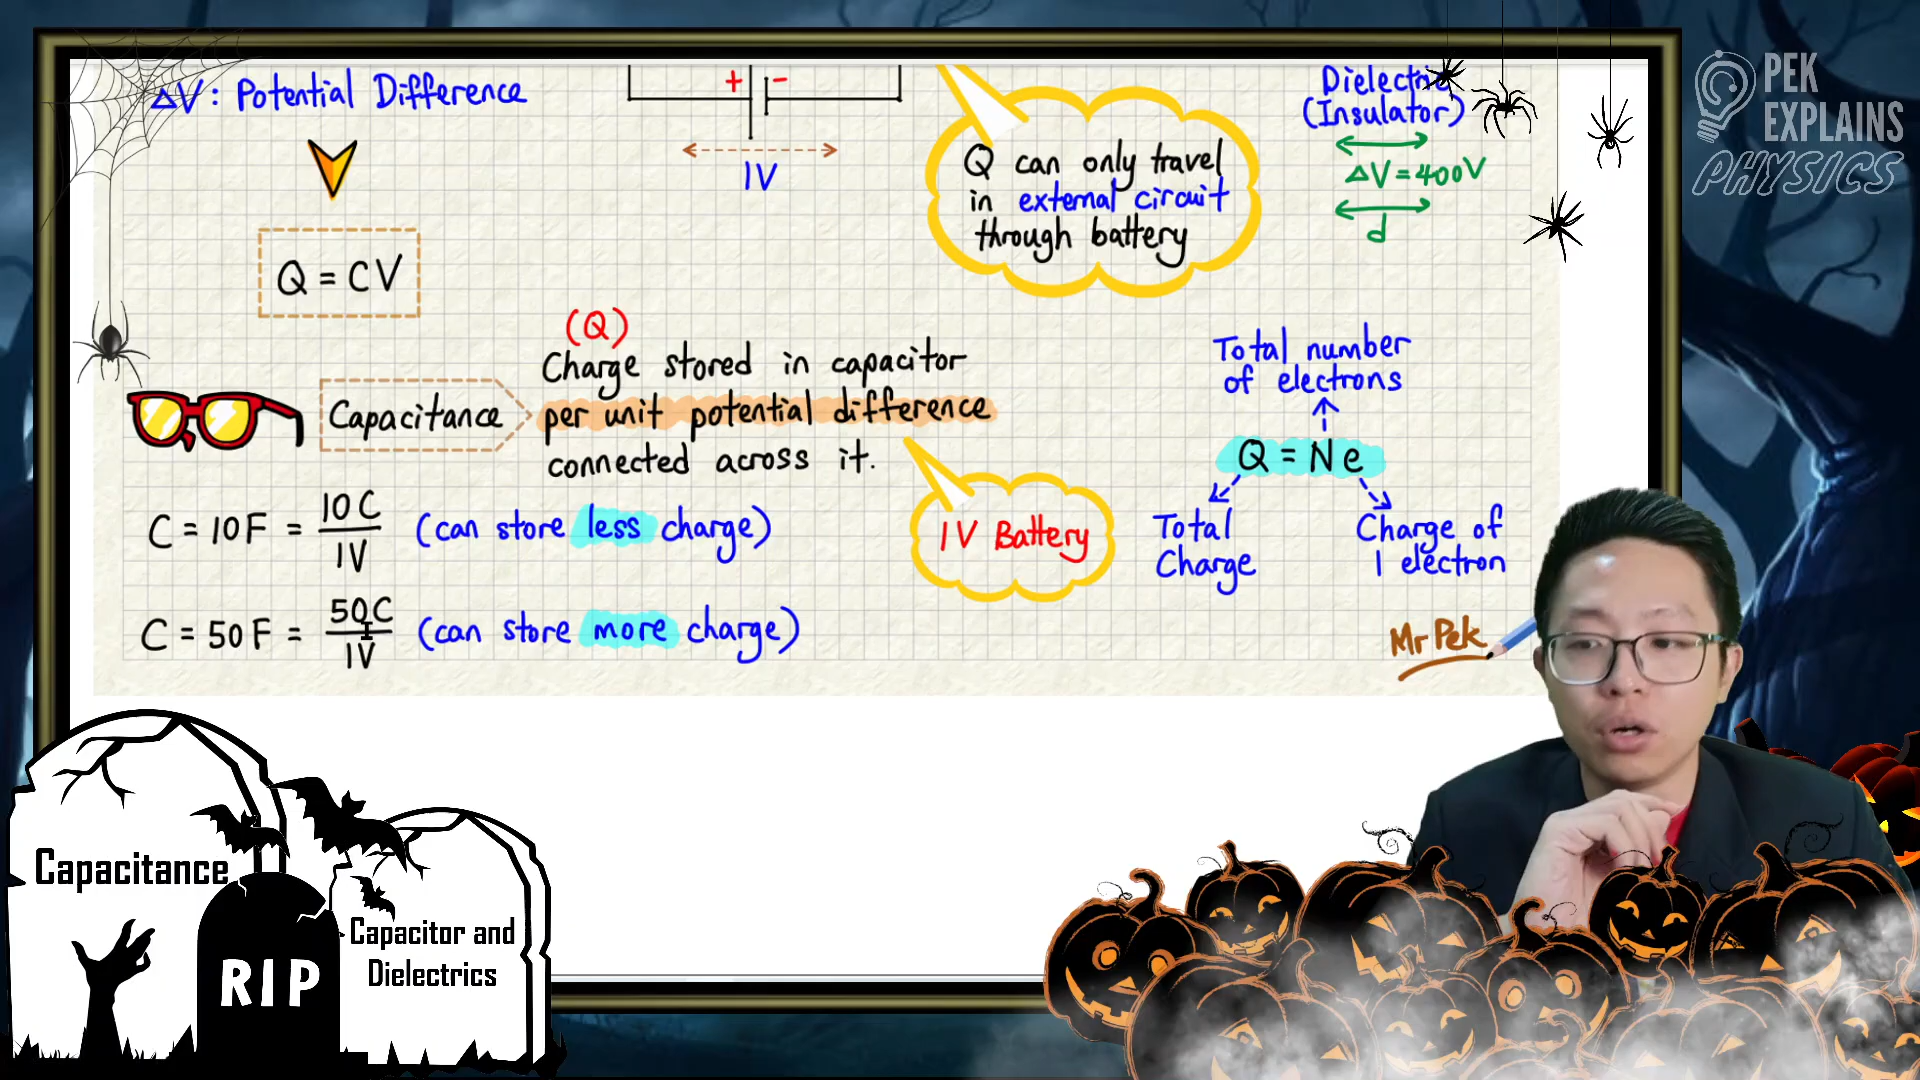 ΔV : Potential Difference
+ -
1V
Q can only travel
in external circuit
through battery
Dielectric
(Insulator)
ΔV = 400V
d
PEK
EXPLAINS
PHYSICS
Q = CV
(Q)
Charge stored in capacitor
per unit potential difference
connected across it.
Capacitance
1V Battery
Total number
of electrons
Q = Ne
Total
Charge
Charge of
1 electron
C = 10F = 10C / 1V (can store less charge)
C = 50F = 50C / 1V (can store more charge)
Mr Pek
Capacitance
RIP
Capacitor and
Dielectrics